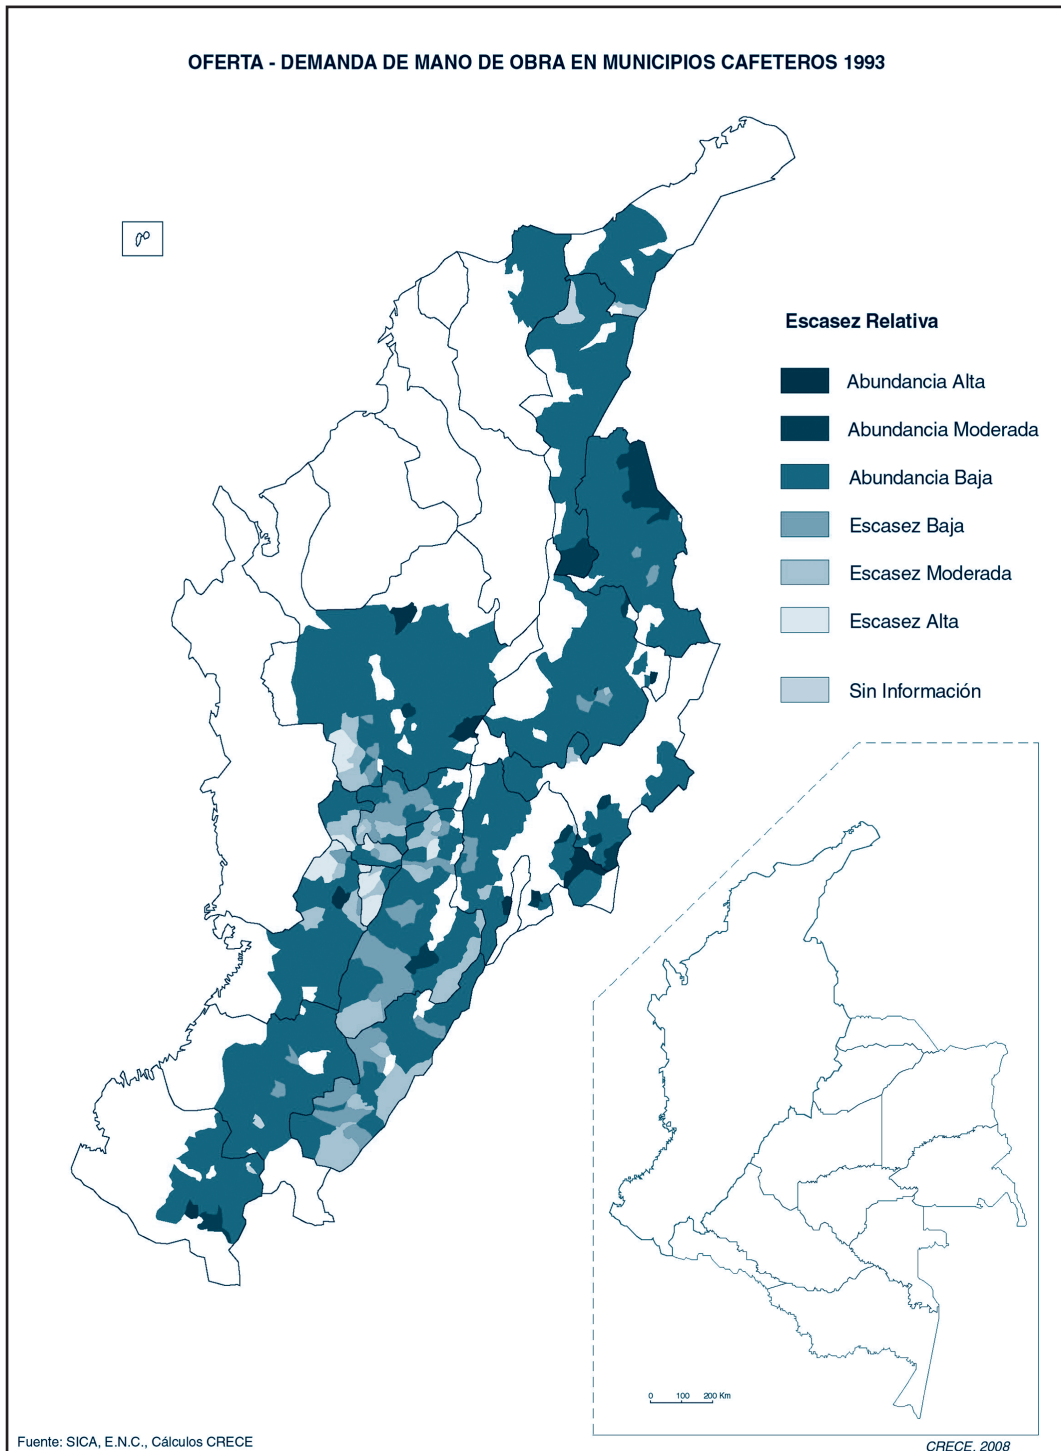 OFERTA - DEMANDA DE MANO DE OBRA EN MUNICIPIOS CAFETEROS 1993
Escasez Relativa
Abundancia Alta
Abundancia Moderada
Abundancia Baja
Escasez Baja
Escasez Moderada
Escasez Alta
Sin Información
0 100 200 Km
Fuente: SICA, E.N.C., Cálculos CRECE
CRECE, 2008